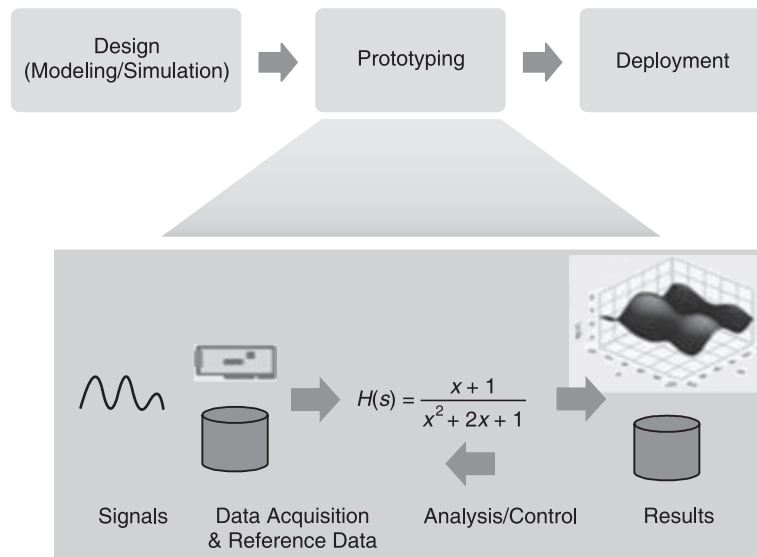 Design
(Modeling/Simulation)
Prototyping
Deployment
H(s) = x + 1 / x² + 2x + 1
Signals
Data Acquisition
& Reference Data
Analysis/Control
Results